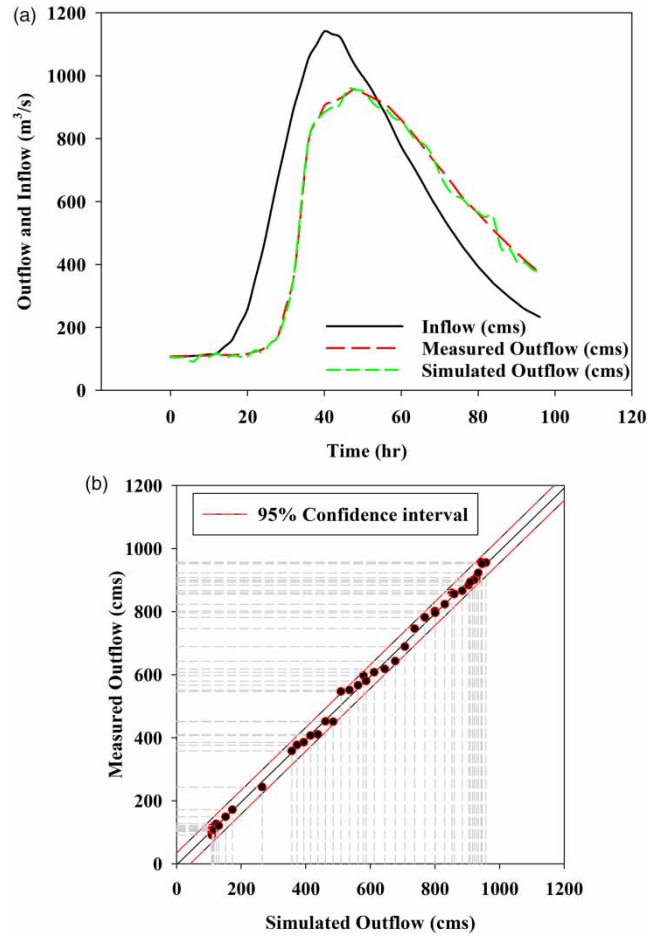 (a)
1200
1000
800
600
400
200
0
Outflow and Inflow (m³/s)
Inflow (cms)
Measured Outflow (cms)
Simulated Outflow (cms)
0 20 40 60 80 100 120
Time (hr)
(b)
1200
1000
800
600
400
200
0
Measured Outflow (cms)
95% Confidence interval
0 200 400 600 800 1000 1200
Simulated Outflow (cms)